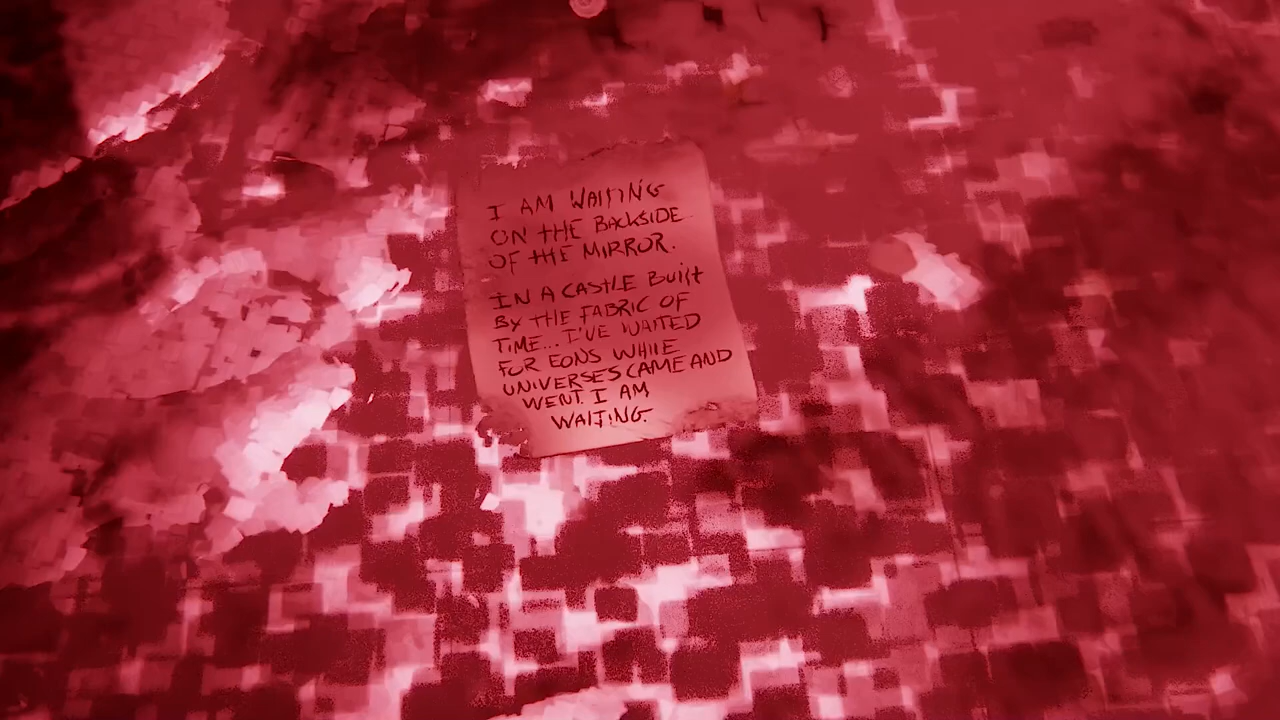 I AM WAITING
ON THE BACKSIDE
OF THE MIRROR.
IN A CASTLE BUilt
BY THE FABRIC OF
TIME... I'VE WAITED
FOR EONS WHILE
UNIVERSES CAME AND
WENT. I AM
WAITING.